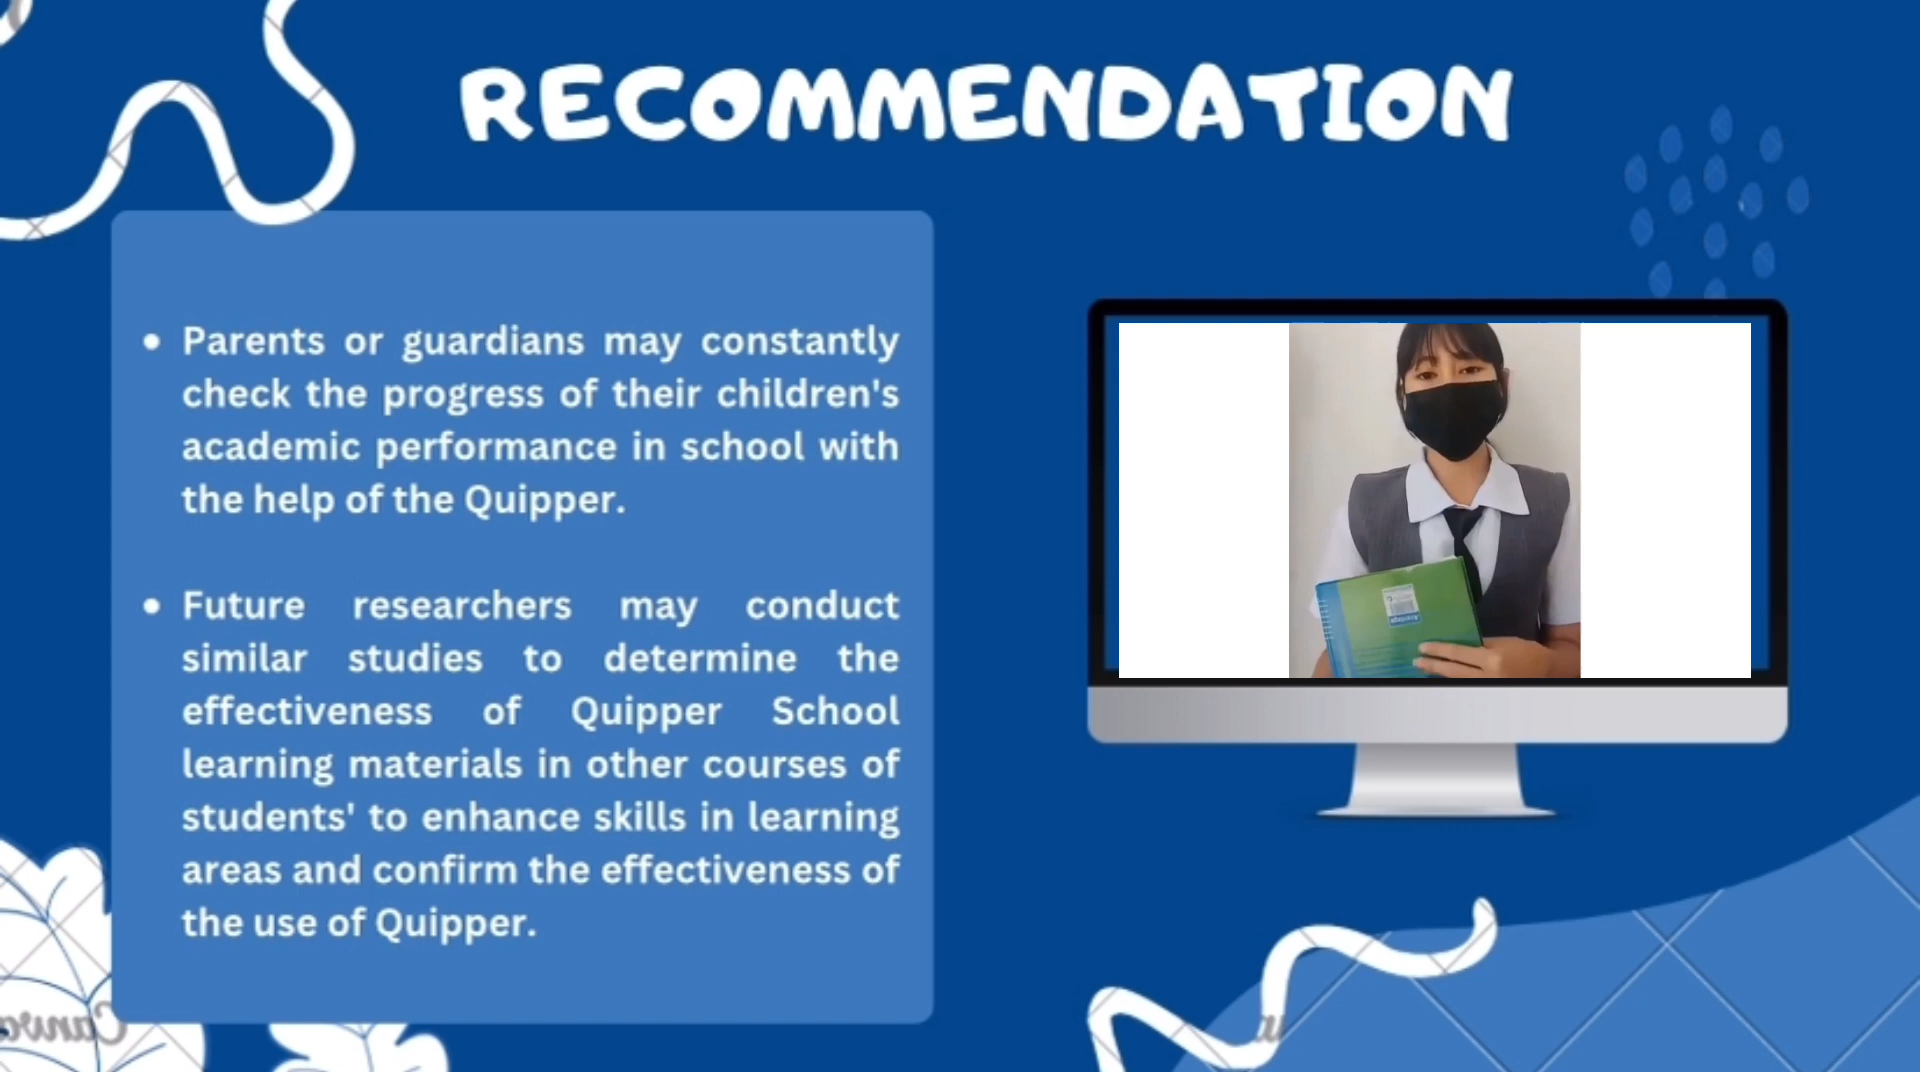 RECOMMENDATION
• Parents or guardians may constantly
check the progress of their children's
academic performance in school with
the help of the Quipper.
• Future researchers may conduct
similar studies to determine the
effectiveness of Quipper School
learning materials in other courses of
students' to enhance skills in learning
areas and confirm the effectiveness of
the use of Quipper.
Canva